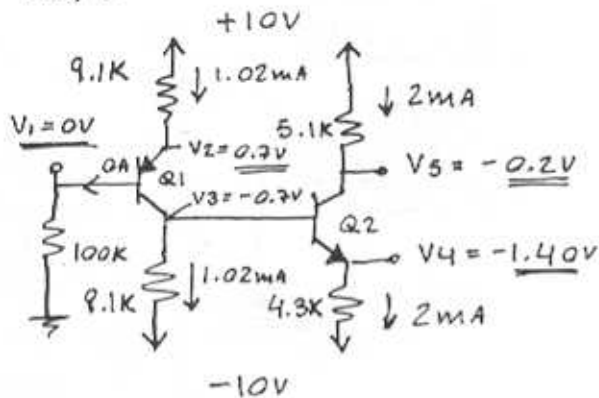 +10V
9.1K
↓ 1.02mA
↓ 2mA
5.1K
V1=0V
0A
V2=0.7V
Q1
V3=-0.7V
V5=-0.2V
Q2
V4=-1.40V
100K
9.1K
↓ 1.02mA
4.3K
↓ 2mA
-10V